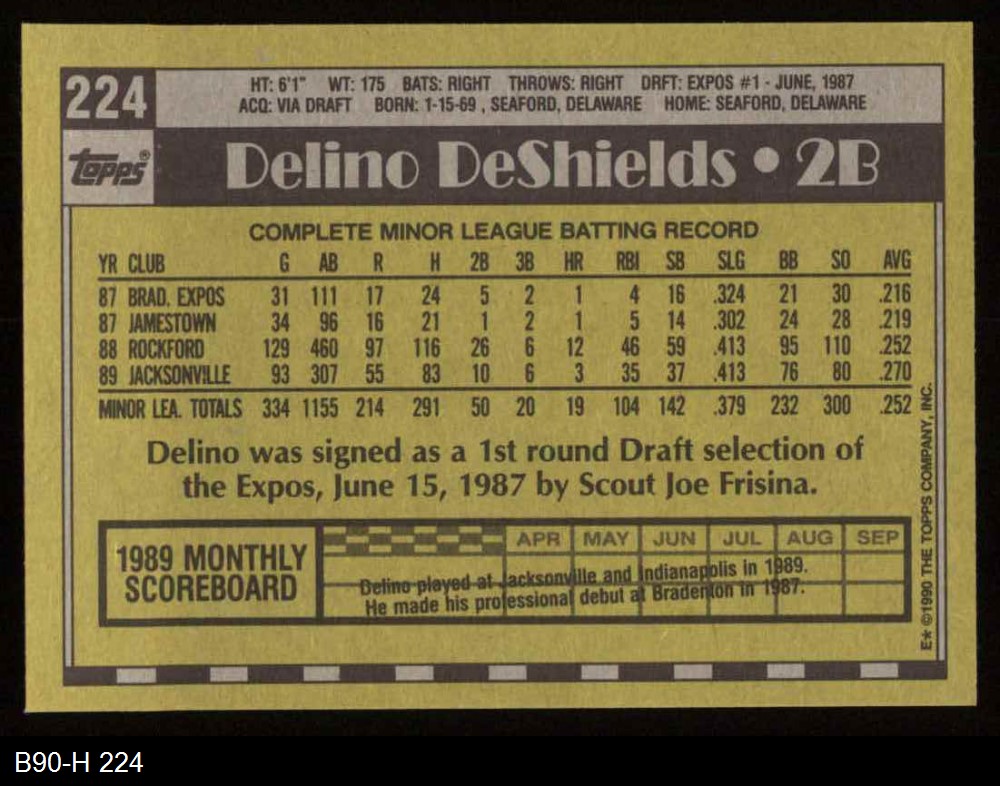 224
HT: 6'1" WT: 175 BATS: RIGHT THROWS: RIGHT DRFT: EXPOS #1 - JUNE, 1987
ACQ: VIA DRAFT BORN: 1-15-69 , SEAFORD, DELAWARE HOME: SEAFORD, DELAWARE
topps®
Delino DeShields • 2B
COMPLETE MINOR LEAGUE BATTING RECORD
YR CLUB G AB R H 2B 3B HR RBI SB SLG BB SO AVG
87 BRAD. EXPOS 31 111 17 24 5 2 1 4 16 .324 21 30 .216
87 JAMESTOWN 34 96 16 21 1 2 1 5 14 .302 24 28 .219
88 ROCKFORD 129 460 97 116 26 6 12 46 59 .413 95 110 .252
89 JACKSONVILLE 93 307 55 83 10 6 3 35 37 .413 76 80 .270
MINOR LEA. TOTALS 334 1155 214 291 50 20 19 104 142 .379 232 300 .252
Delino was signed as a 1st round Draft selection of
the Expos, June 15, 1987 by Scout Joe Frisina.
1989 MONTHLY
SCOREBOARD
APR MAY JUN JUL AUG SEP
Delino played at Jacksonville and Indianapolis in 1989.
He made his professional debut at Bradenton in 1987.
E* ©1990 THE TOPPS COMPANY, INC.
B90-H 224